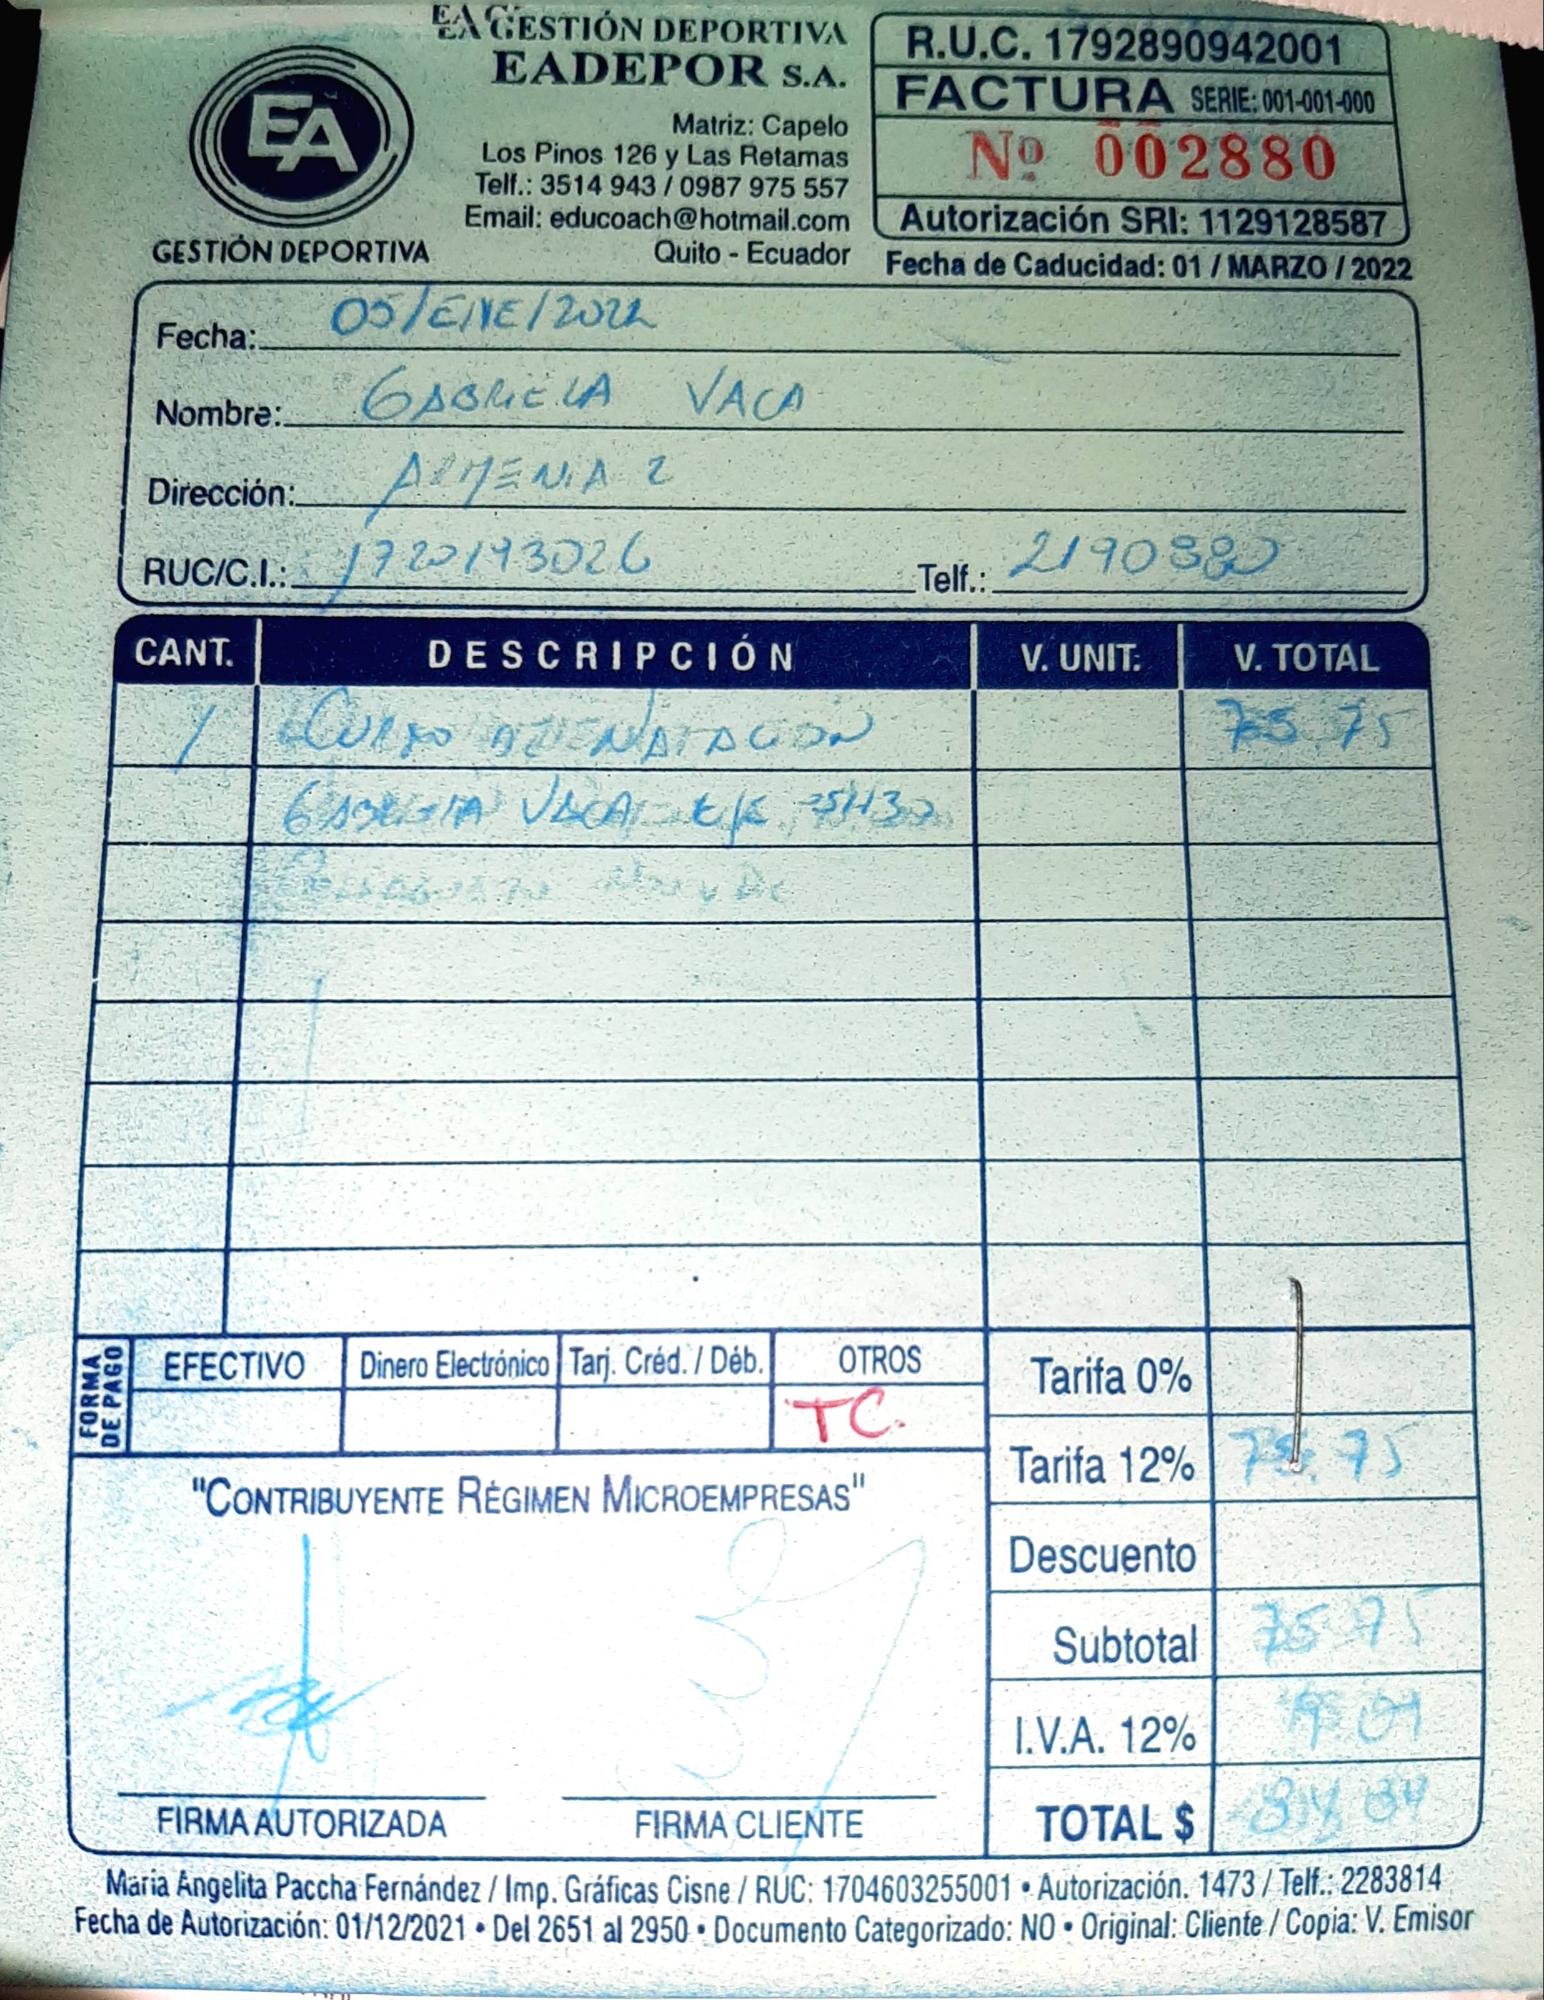 EA GESTIÓN DEPORTIVA
EADEPOR S.A.
Matriz: Capelo
Los Pinos 126 y Las Retamas
Telf.: 3514 943 / 0987 975 557
Email: educoach@hotmail.com
Quito - Ecuador
EA
GESTIÓN DEPORTIVA
R.U.C. 1792890942001
FACTURA SERIE: 001-001-000
Nº 002880
Autorización SRI: 1129128587
Fecha de Caducidad: 01 / MARZO / 2022
Fecha: 05/ENE/2022
Nombre: GABRIELA VACA
Dirección: ARMENIA 2
RUC/C.I.: 1720193026 Telf.: 2190880
CANT. DESCRIPCIÓN V. UNIT. V. TOTAL
1 CURSO DE NATACION 75.75
GABRIELA VACA
FORMA DE PAGO
EFECTIVO Dinero Electrónico Tarj. Créd. / Déb. OTROS
TC.
Tarifa 0%
Tarifa 12% 75.75
Descuento
Subtotal 75.75
I.V.A. 12%
TOTAL $
"CONTRIBUYENTE RÉGIMEN MICROEMPRESAS"
FIRMA AUTORIZADA FIRMA CLIENTE
Maria Angelita Paccha Fernández / Imp. Gráficas Cisne / RUC: 1704603255001 • Autorización. 1473 / Telf.: 2283814
Fecha de Autorización: 01/12/2021 • Del 2651 al 2950 • Documento Categorizado: NO • Original: Cliente / Copia: V. Emisor